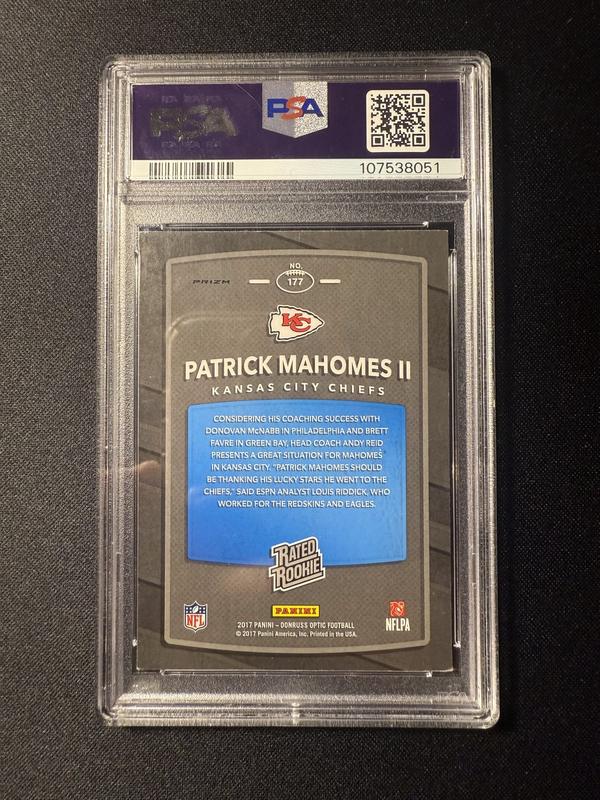 PSA
PSA
107538051
NO.
PRIZM
177
KC
PATRICK MAHOMES II
KANSAS CITY CHIEFS
CONSIDERING HIS COACHING SUCCESS WITH
DONOVAN McNABB IN PHILADELPHIA AND BRETT
FAVRE IN GREEN BAY, HEAD COACH ANDY REID
PRESENTS A GREAT SITUATION FOR MAHOMES
IN KANSAS CITY. "PATRICK MAHOMES SHOULD
BE THANKING HIS LUCKY STARS HE WENT TO THE
CHIEFS," SAID ESPN ANALYST LOUIS RIDDICK, WHO
WORKED FOR THE REDSKINS AND EAGLES.
RATED
ROOKIE
NFL
PANINI
NFLPA
2017 PANINI – DONRUSS OPTIC FOOTBALL
© 2017 Panini America, Inc. Printed in the USA.